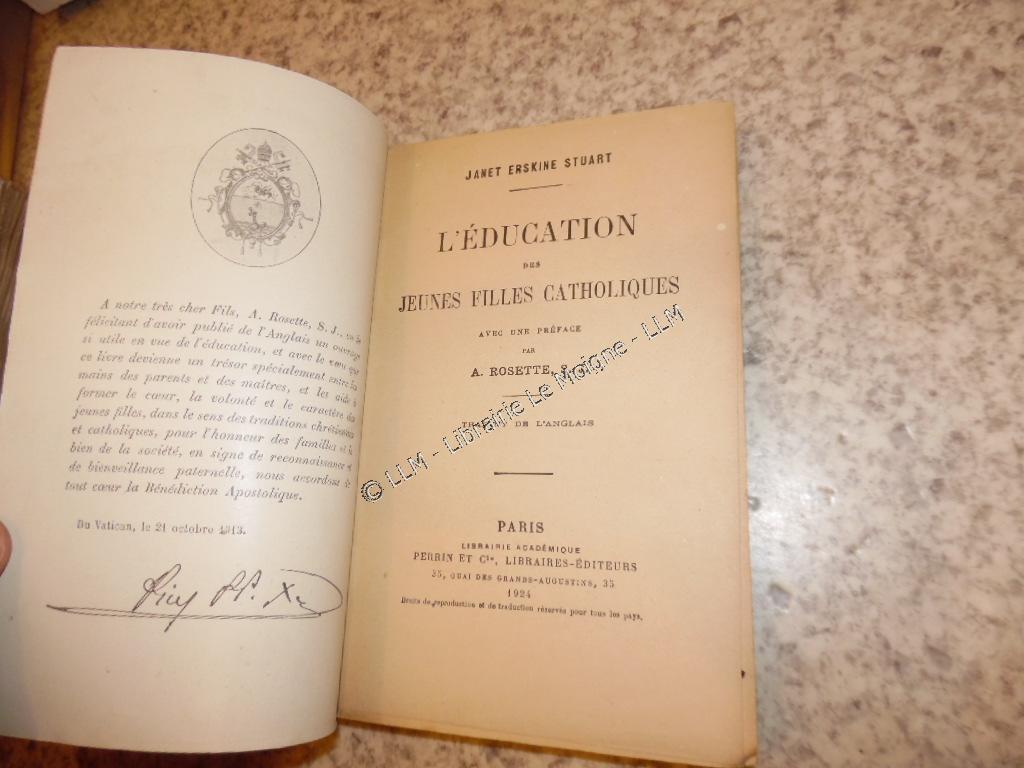 A notre très cher Fils, A. Rosette, S. J., en le
félicitant d'avoir publié de l'Anglais un ouvrage
si utile en vue de l'éducation, et avec le vœu que
ce livre devienne un trésor spécialement entre les
mains des parents et des maîtres, et les aide à
former le cœur, la volonté et le caractère des
jeunes filles, dans le sens des traditions chrétiennes
et catholiques, pour l'honneur des familles et le
bien de la société, en signe de reconnaissance et
de bienveillance paternelle, nous accordons de
tout cœur la Bénédiction Apostolique.
Du Vatican, le 21 octobre 1913.
Pius PP. X
JANET ERSKINE STUART
L'ÉDUCATION
DES
JEUNES FILLES CATHOLIQUES
AVEC UNE PRÉFACE
PAR
A. ROSETTE,
DE L'ANGLAIS
PARIS
LIBRAIRIE ACADÉMIQUE
PERRIN ET Cie, LIBRAIRES-ÉDITEURS
35, QUAI DES GRANDS-AUGUSTINS, 35
1924
Droits de reproduction et de traduction réservés pour tous les pays.
© LLM - Librairie Le Moigne - LLM